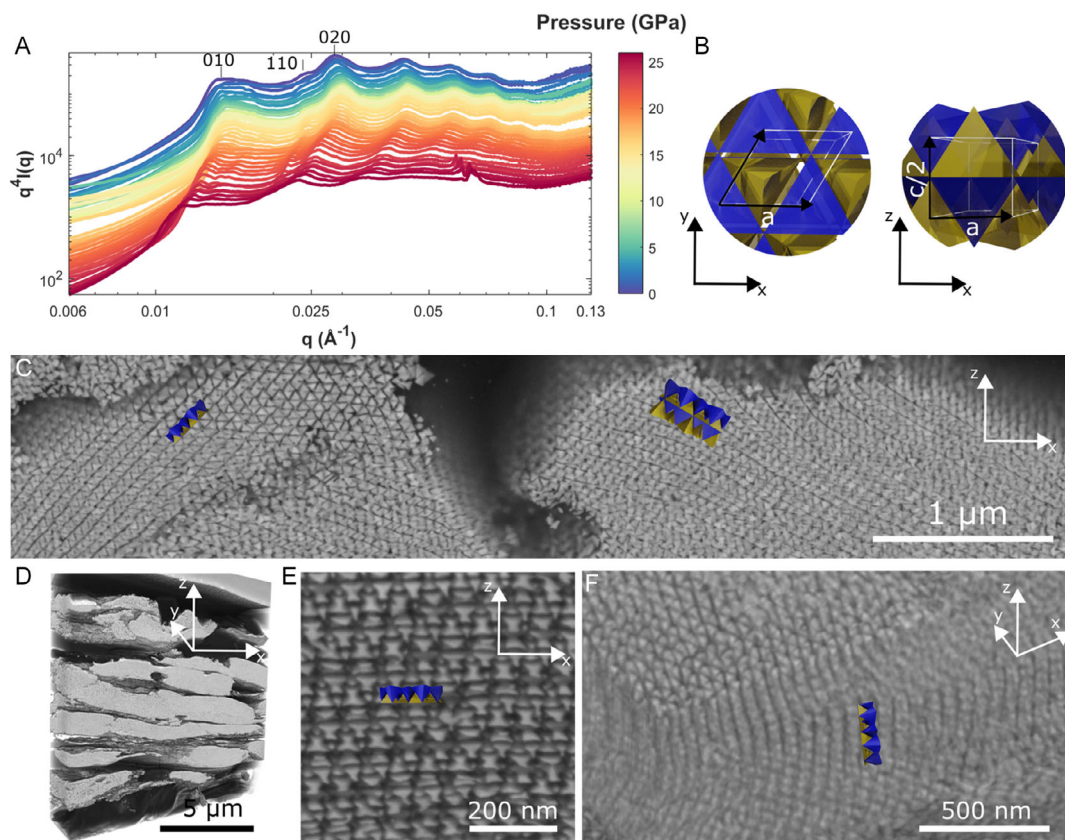 Pressure (GPa)
A
010
110
020
q⁴I(q)
10⁴
10²
0.006
0.01
0.025
0.05
0.1
0.13
q (Å⁻¹)
25
20
15
10
5
0
B
a
y
x
c/2
a
z
x
C
z
x
1 µm
D
z
y
x
5 µm
E
z
x
200 nm
F
z
y
x
500 nm